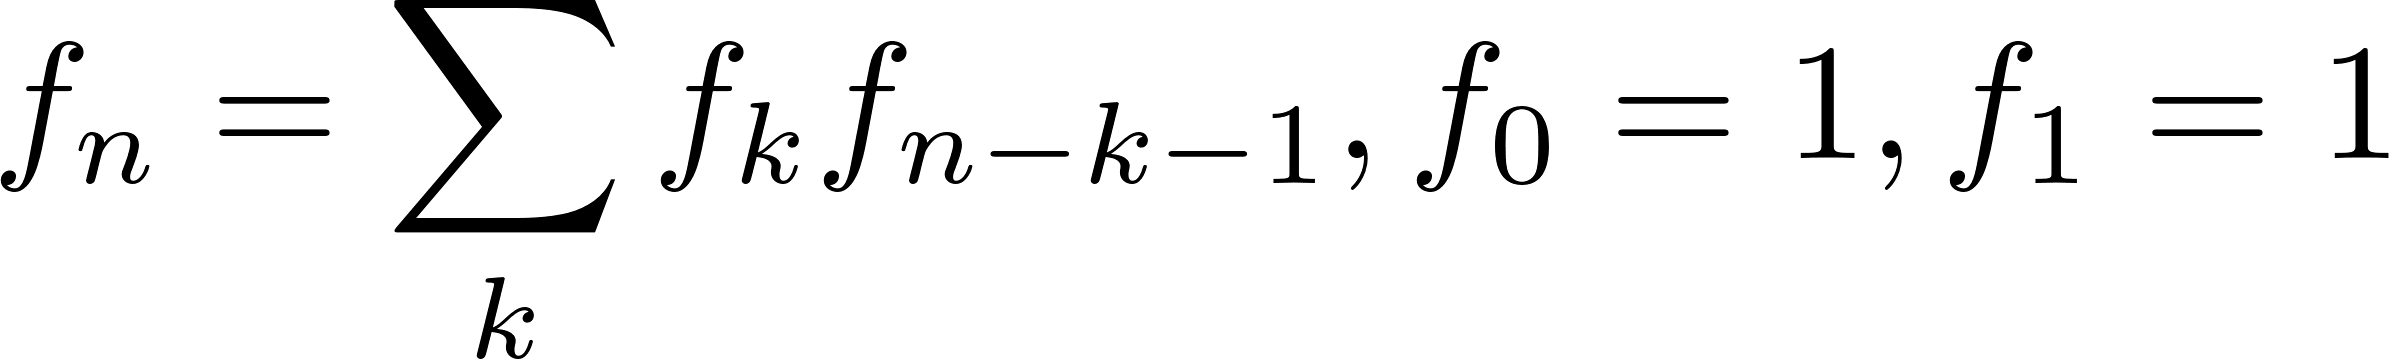 f_n = \sum_k f_k f_{n-k-1}, f_0 = 1, f_1 = 1